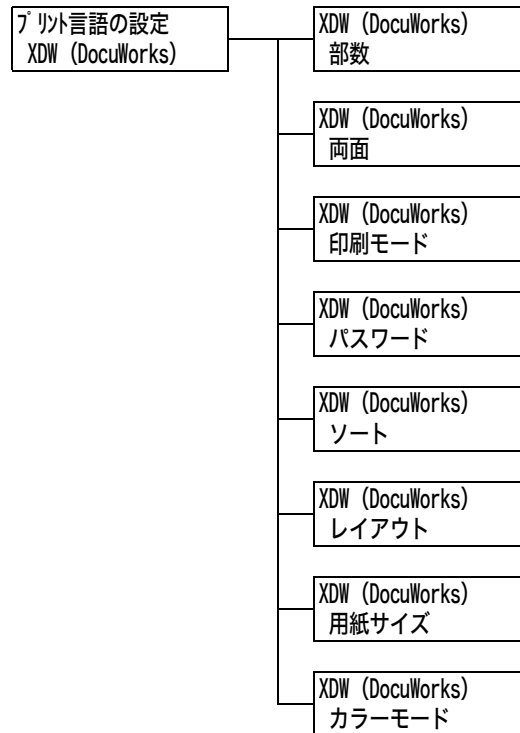 プリント言語の設定
XDW (DocuWorks)
XDW (DocuWorks)
部数
XDW (DocuWorks)
両面
XDW (DocuWorks)
印刷モード
XDW (DocuWorks)
パスワード
XDW (DocuWorks)
ソート
XDW (DocuWorks)
レイアウト
XDW (DocuWorks)
用紙サイズ
XDW (DocuWorks)
カラーモード